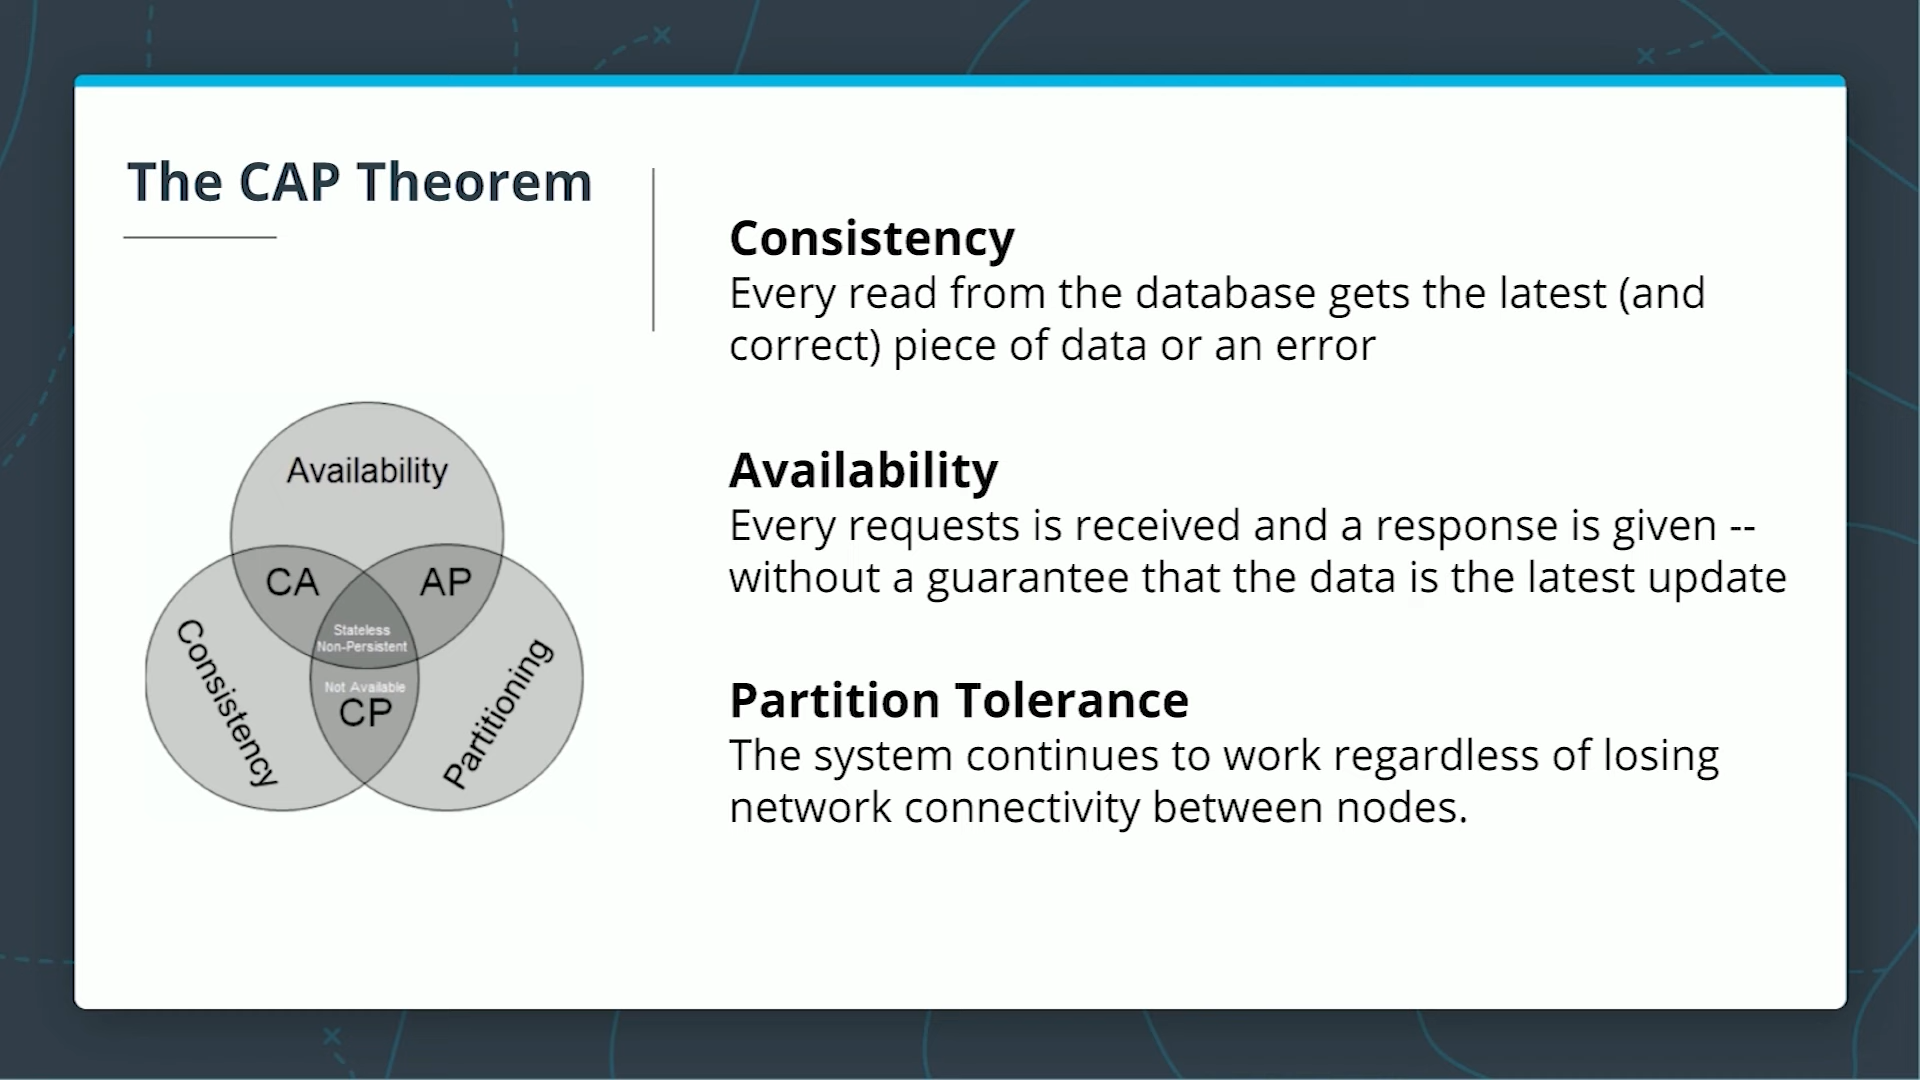 The CAP Theorem
Availability
CA
AP
Stateless
Non-Persistent
Not Available
CP
Consistency
Partitioning
Consistency
Every read from the database gets the latest (and
correct) piece of data or an error
Availability
Every requests is received and a response is given --
without a guarantee that the data is the latest update
Partition Tolerance
The system continues to work regardless of losing
network connectivity between nodes.